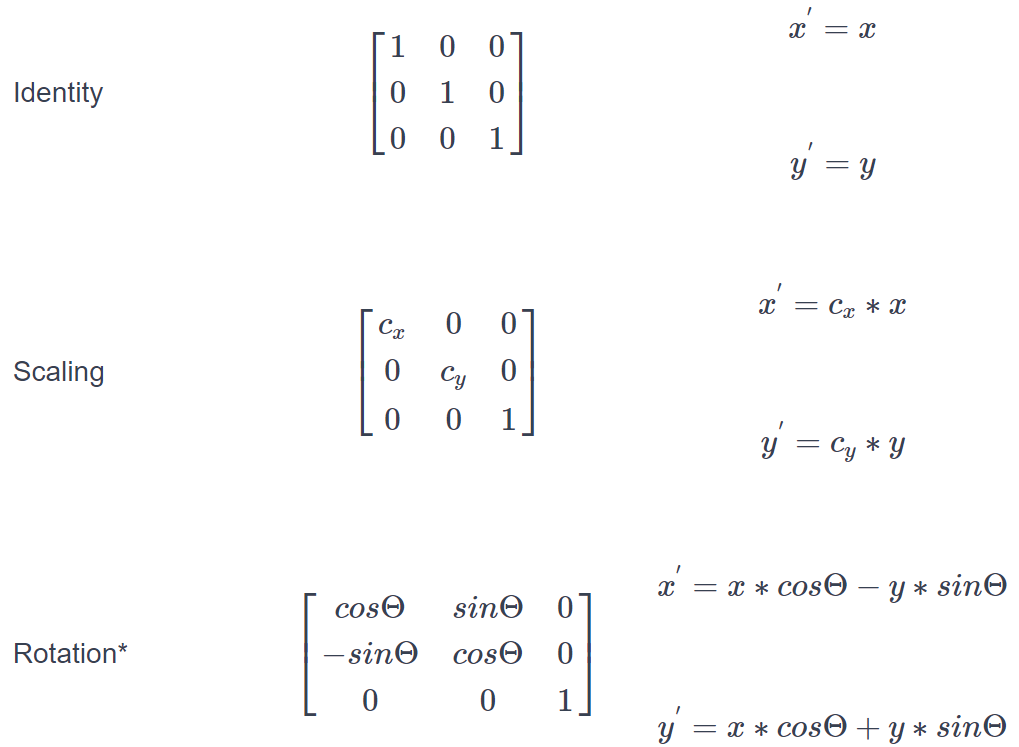 Identity
1 0 0
0 1 0
0 0 1
x' = x
y' = y
Scaling
c_x 0 0
0 c_y 0
0 0 1
x' = c_x * x
y' = c_y * y
Rotation*
cosΘ sinΘ 0
−sinΘ cosΘ 0
0 0 1
x' = x * cosΘ − y * sinΘ
y' = x * cosΘ + y * sinΘ